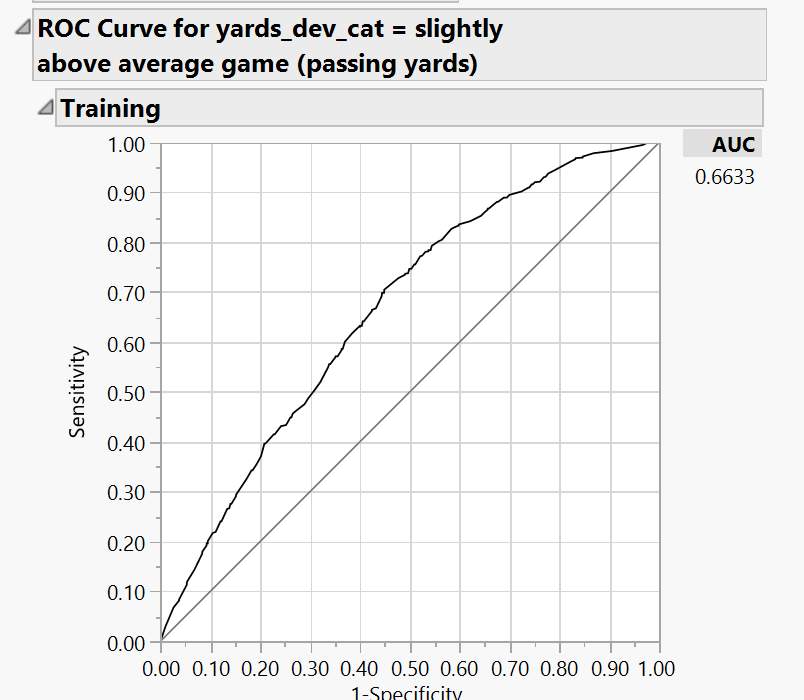 ROC Curve for yards_dev_cat = slightly
above average game (passing yards)
Training
AUC
0.6633
1.00
0.90
0.80
0.70
0.60
0.50
0.40
0.30
0.20
0.10
0.00
Sensitivity
0.00 0.10 0.20 0.30 0.40 0.50 0.60 0.70 0.80 0.90 1.00
1-Specificity